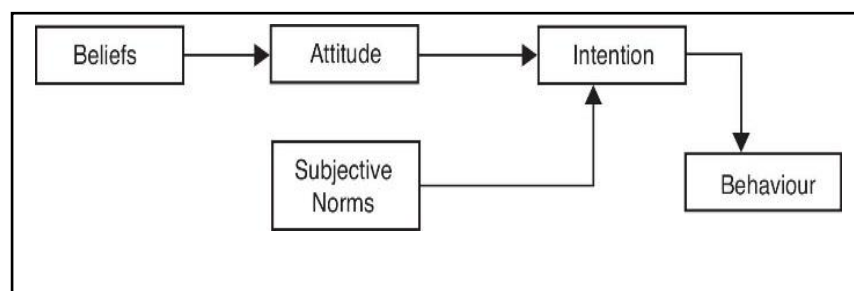 Beliefs
Attitude
Intention
Subjective
Norms
Behaviour